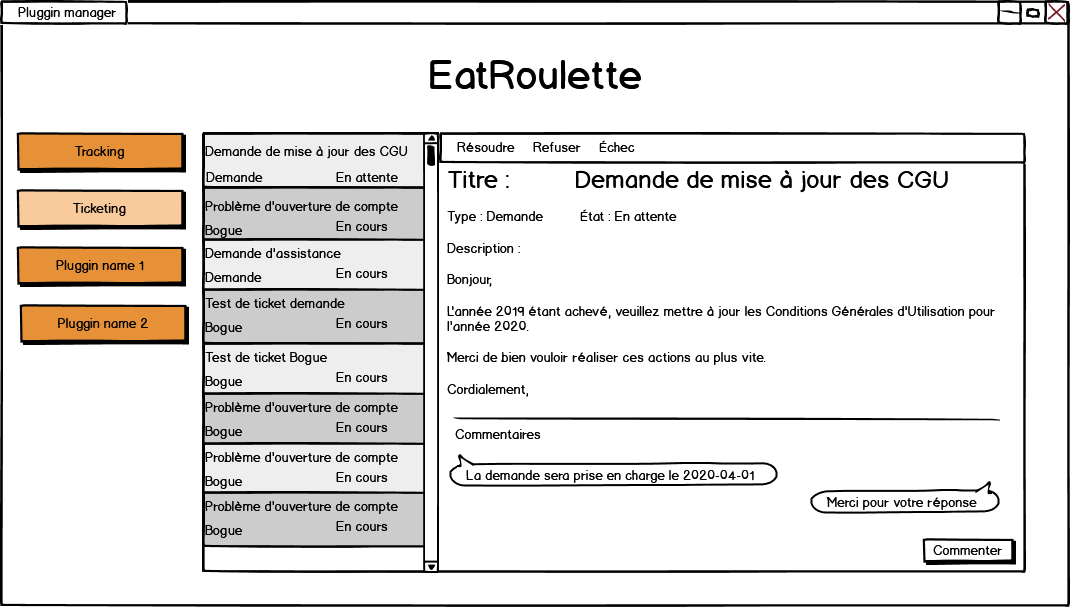 Pluggin manager
EatRoulette
Tracking
Ticketing
Pluggin name 1
Pluggin name 2
Demande de mise à jour des CGU
Demande En attente
Problème d'ouverture de compte
Bogue En cours
Demande d'assistance
Demande En cours
Test de ticket demande
Bogue En cours
Test de ticket Bogue
Bogue En cours
Problème d'ouverture de compte
Bogue En cours
Problème d'ouverture de compte
Bogue En cours
Problème d'ouverture de compte
Bogue En cours
Résoudre Refuser Échec
Titre : Demande de mise à jour des CGU
Type : Demande État : En attente
Description :
Bonjour,
L'année 2019 étant achevé, veuillez mettre à jour les Conditions Générales d'Utilisation pour
l'année 2020.
Merci de bien vouloir réaliser ces actions au plus vite.
Cordialement,
Commentaires
La demande sera prise en charge le 2020-04-01
Merci pour votre réponse
Commenter